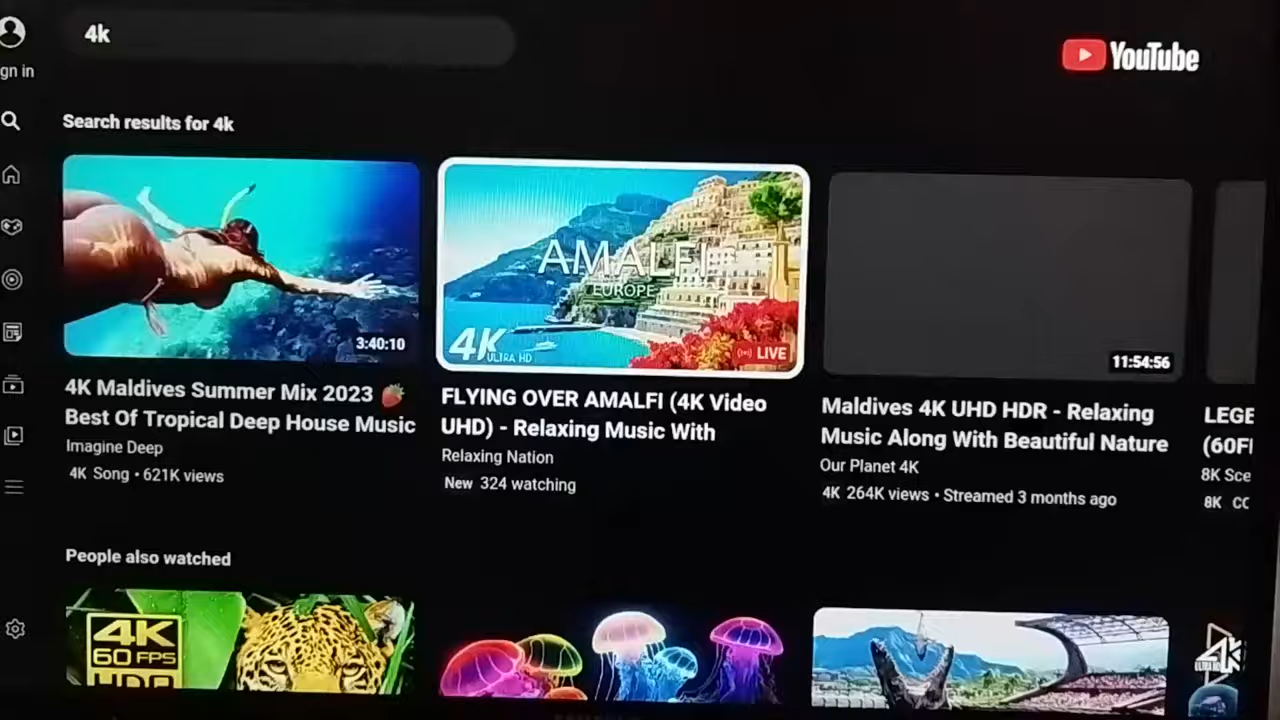 4k
YouTube
gn in
Search results for 4k
AMALFI
EUROPE
4K
ULTRA HD
LIVE
3:40:10
11:54:56
4K Maldives Summer Mix 2023
Best Of Tropical Deep House Music
Imagine Deep
4K Song • 621K views
FLYING OVER AMALFI (4K Video
UHD) - Relaxing Music With
Relaxing Nation
New 324 watching
Maldives 4K UHD HDR - Relaxing
Music Along With Beautiful Nature
Our Planet 4K
4K 264K views • Streamed 3 months ago
LEGE
(60F
8K Sce
8K CC
People also watched
4K
60 FPS
HDR
4K